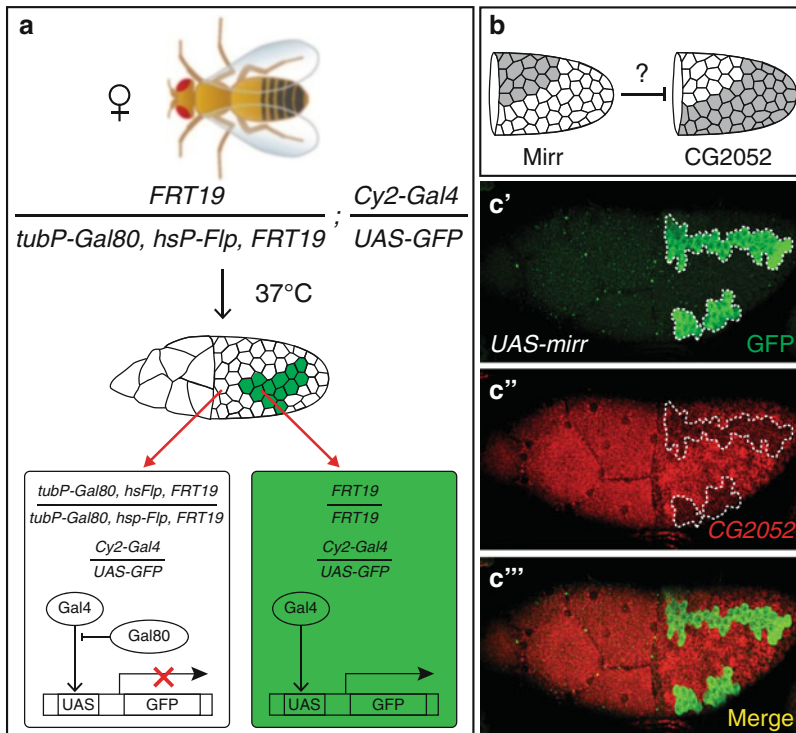 a
♀
FRT19
tubP-Gal80, hsP-Flp, FRT19
;
Cy2-Gal4
UAS-GFP
37°C
tubP-Gal80, hsFlp, FRT19
tubP-Gal80, hsp-Flp, FRT19
Cy2-Gal4
UAS-GFP
Gal4
Gal80
UAS
GFP
FRT19
FRT19
Cy2-Gal4
UAS-GFP
Gal4
UAS
GFP
b
?
Mirr
CG2052
c'
UAS-mirr
GFP
c''
CG2052
c'''
Merge